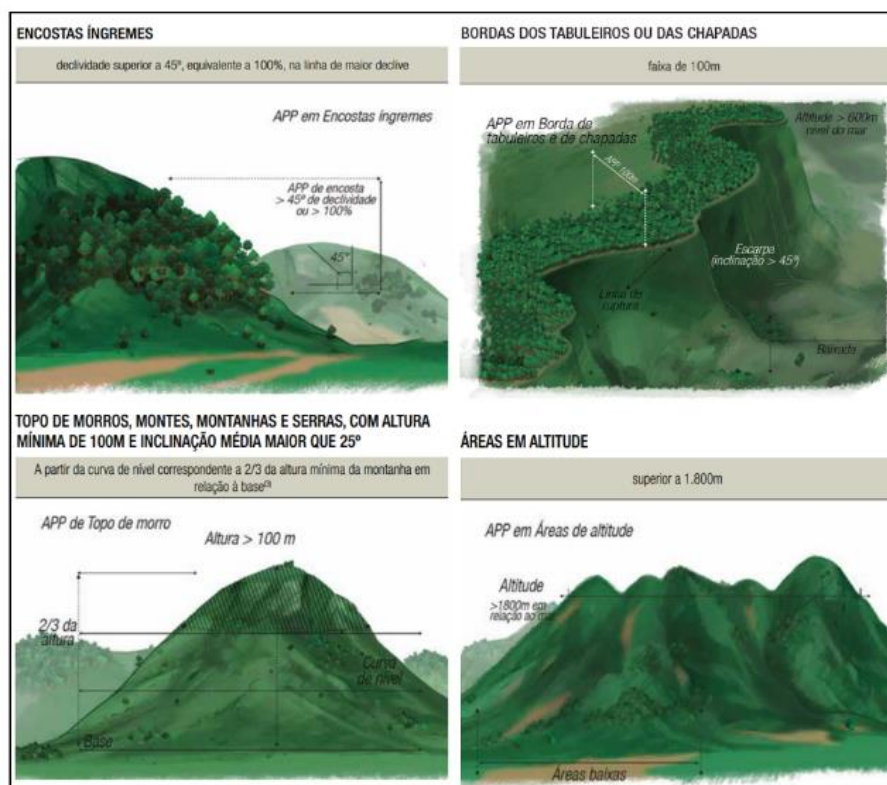 ENCOSTAS ÍNGREMES
declividade superior a 45º, equivalente a 100%, na linha de maior declive
APP em Encostas íngremes
APP de encosta
> 45º de declividade
ou > 100%
45º
BORDAS DOS TABULEIROS OU DAS CHAPADAS
faixa de 100m
APP em Borda de
tabuleiros e de chapadas
Altitude > 600m
nivel do mar
APP 100m
Escarpa
(inclinação > 45º)
Linha de
ruptura
Baixada
TOPO DE MORROS, MONTES, MONTANHAS E SERRAS, COM ALTURA
MÍNIMA DE 100M E INCLINAÇÃO MÉDIA MAIOR QUE 25º
A partir da curva de nível correspondente a 2/3 da altura mínima da montanha em
relação à base
APP de Topo de morro
Altura > 100 m
2/3 da
altura
Curva
de nível
Base
ÁREAS EM ALTITUDE
superior a 1.800m
APP em Áreas de altitude
Altitude
>1800m em
relação ao mar
Áreas baixas